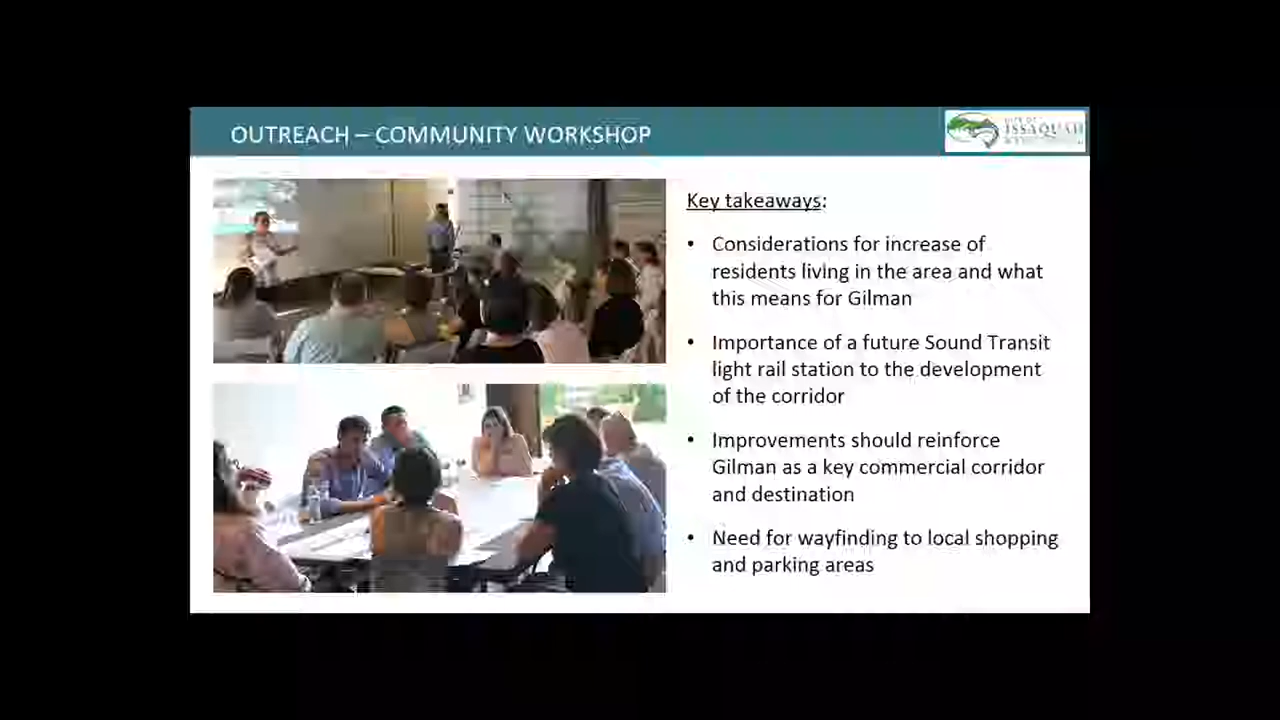 OUTREACH – COMMUNITY WORKSHOP
ISSAQUAH
Key takeaways:
• Considerations for increase of
residents living in the area and what
this means for Gilman
• Importance of a future Sound Transit
light rail station to the development
of the corridor
• Improvements should reinforce
Gilman as a key commercial corridor
and destination
• Need for wayfinding to local shopping
and parking areas